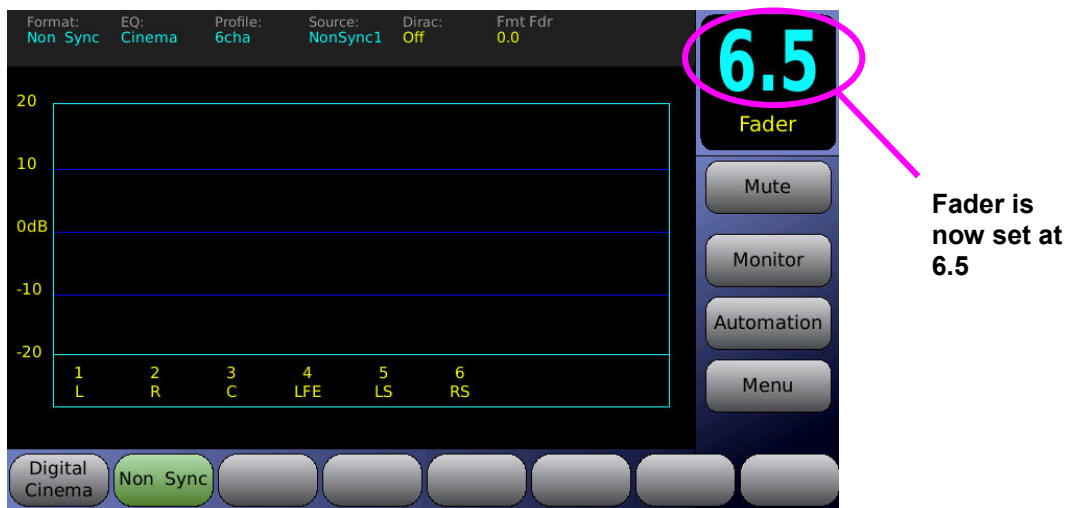 Format: EQ: Profile: Source: Dirac: Fmt Fdr
Non Sync Cinema 6cha NonSync1 Off 0.0
6.5
Fader
20
10
0dB
-10
-20
1 2 3 4 5 6
L R C LFE LS RS
Mute
Monitor
Automation
Menu
Digital
Cinema
Non Sync
Fader is
now set at
6.5